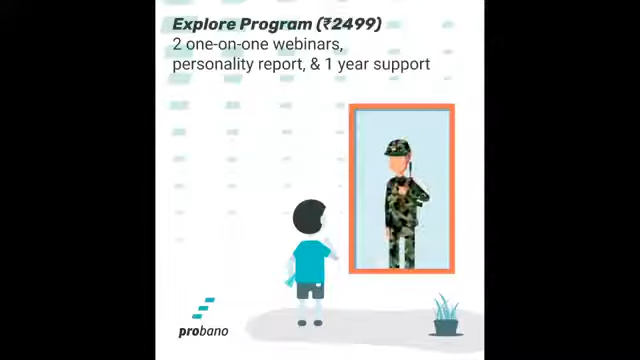 Explore Program (₹2499)
2 one-on-one webinars,
personality report, & 1 year support
probano